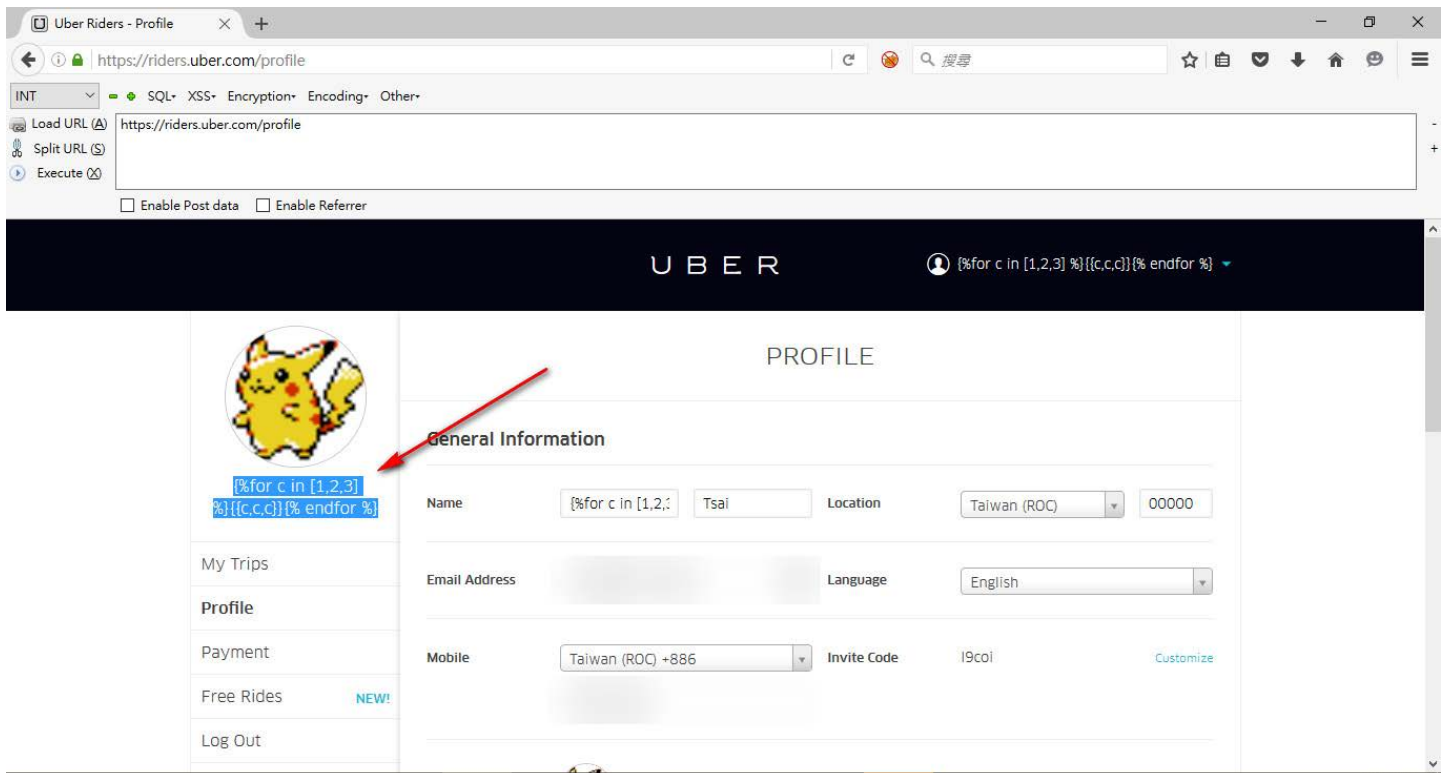 Uber Riders - Profile
https://riders.uber.com/profile
搜尋
INT SQL XSS Encryption Encoding Other
Load URL (A) https://riders.uber.com/profile
Split URL (S)
Execute (X)
Enable Post data Enable Referrer
UBER {%for c in [1,2,3] %}{{c,c,c}}{% endfor %}
PROFILE
{%for c in [1,2,3]
%}{{c,c,c}}{% endfor %}
My Trips
Profile
Payment
Free Rides NEW!
Log Out
General Information
Name {%for c in [1,2, Tsai Location Taiwan (ROC) 00000
Email Address Language English
Mobile Taiwan (ROC) +886 Invite Code Customize